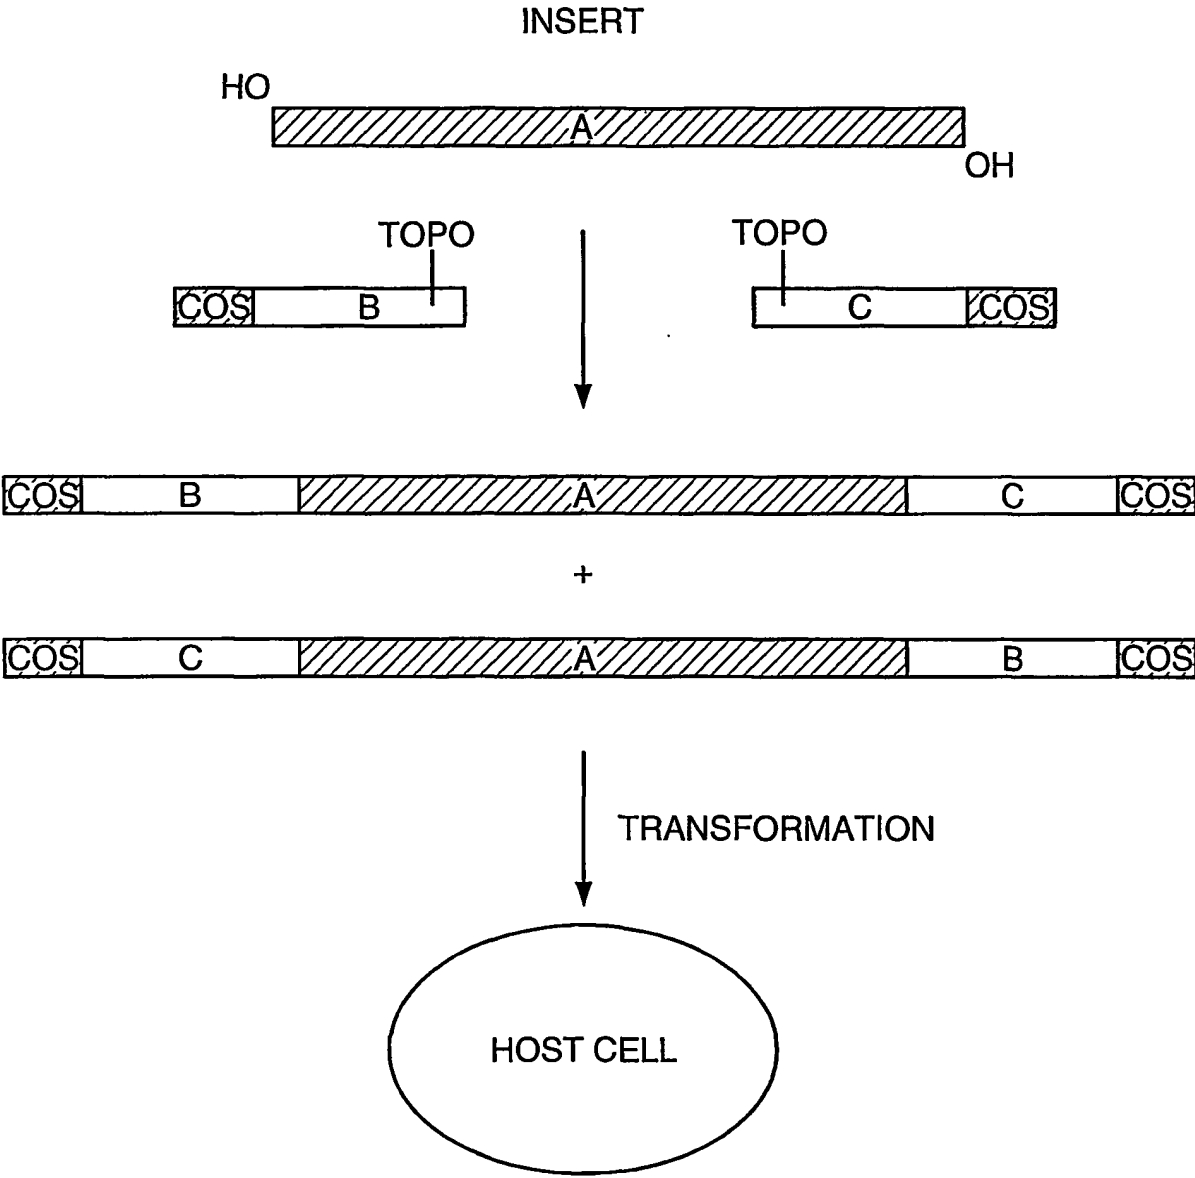 INSERT
HO
A
OH
TOPO TOPO
COS B C COS
COS B A C COS
+
COS C A B COS
TRANSFORMATION
HOST CELL